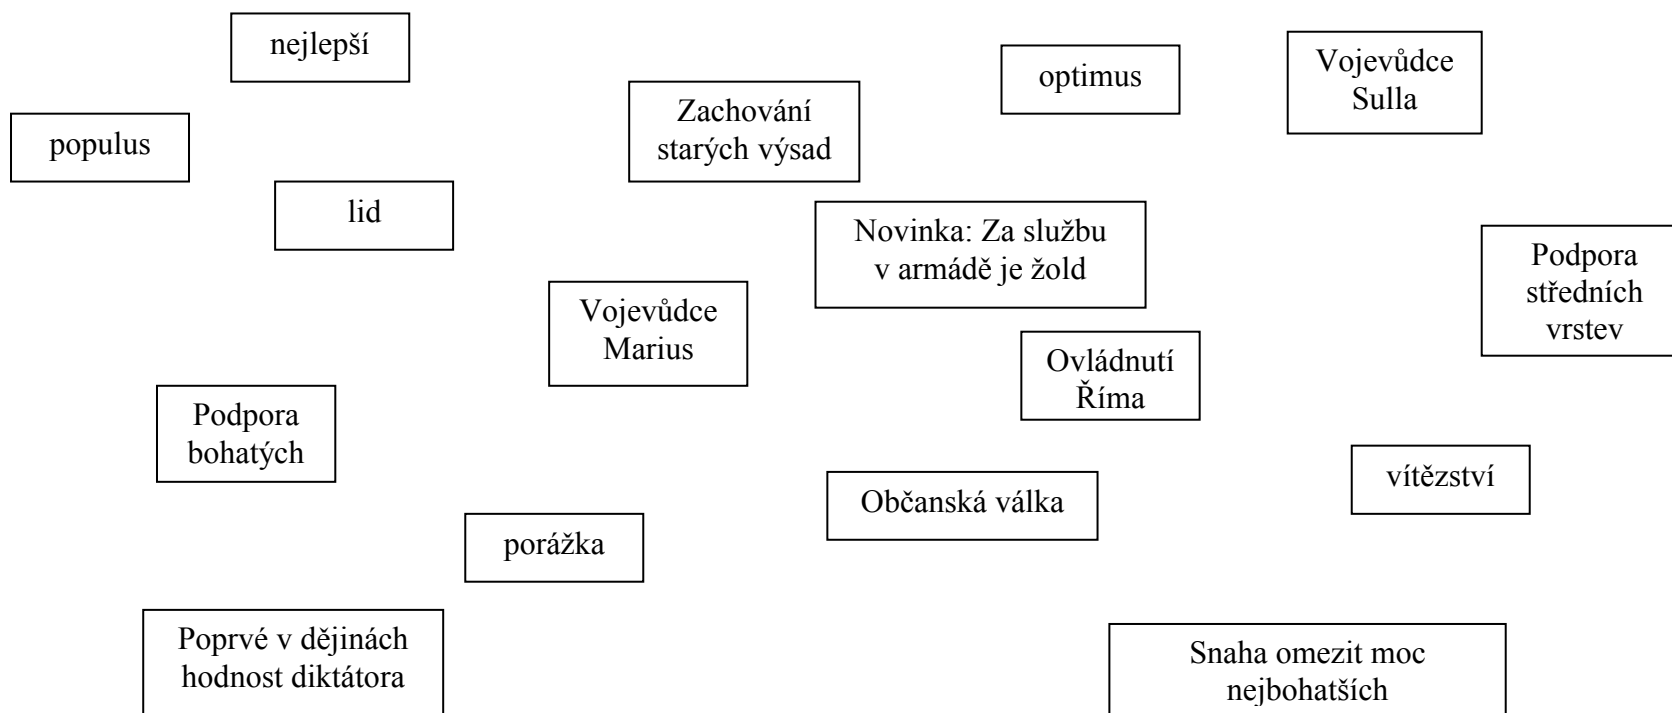 nejlepší
optimus
Vojevůdce
Sulla
populus
Zachování
starých výsad
lid
Novinka: Za službu
v armádě je žold
Podpora
středních
vrstev
Vojevůdce
Marius
Ovládnutí
Říma
Podpora
bohatých
vítězství
Občanská válka
porážka
Poprvé v dějinách
hodnost diktátora
Snaha omezit moc
nejbohatších